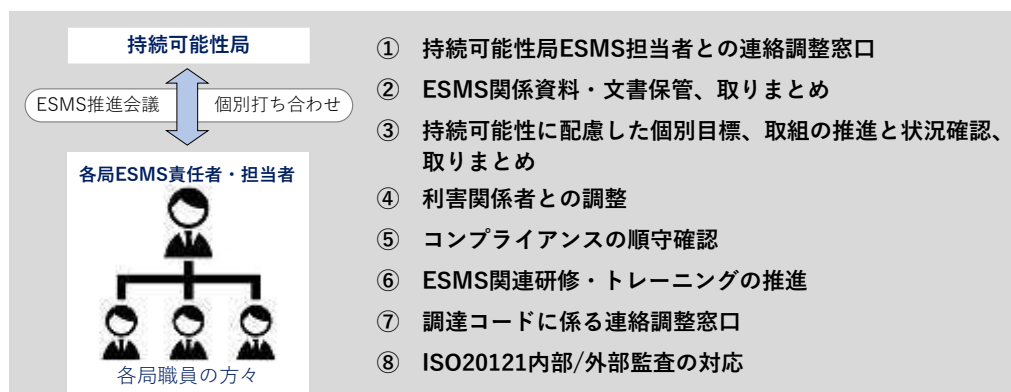 持続可能性局
ESMS推進会議
個別打ち合わせ
各局ESMS責任者・担当者
各局職員の方々
① 持続可能性局ESMS担当者との連絡調整窓口
② ESMS関係資料・文書保管、取りまとめ
③ 持続可能性に配慮した個別目標、取組の推進と状況確認、
取りまとめ
④ 利害関係者との調整
⑤ コンプライアンスの順守確認
⑥ ESMS関連研修・トレーニングの推進
⑦ 調達コードに係る連絡調整窓口
⑧ ISO20121内部/外部監査の対応